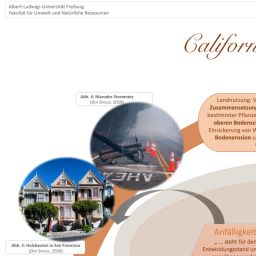 Albert-Ludwigs-Universität Freiburg
Fakultät für Umwelt und Natürliche Ressourcen
Californ
Abb. 4: Marodes Stromnetz
(DER SPIEGEL, 2020)
Landnutzung: V
Zusammensetzung
bestimmter Pflanze
oberen Bodensch
Einsickerung von W
Bodenerosion u
AHEA
Abb. 3: Holzbauten in San Francisco
(DER SPIEGEL, 2020)
Anfälligkeit
„ ... steht für den
Entwicklungsstand un